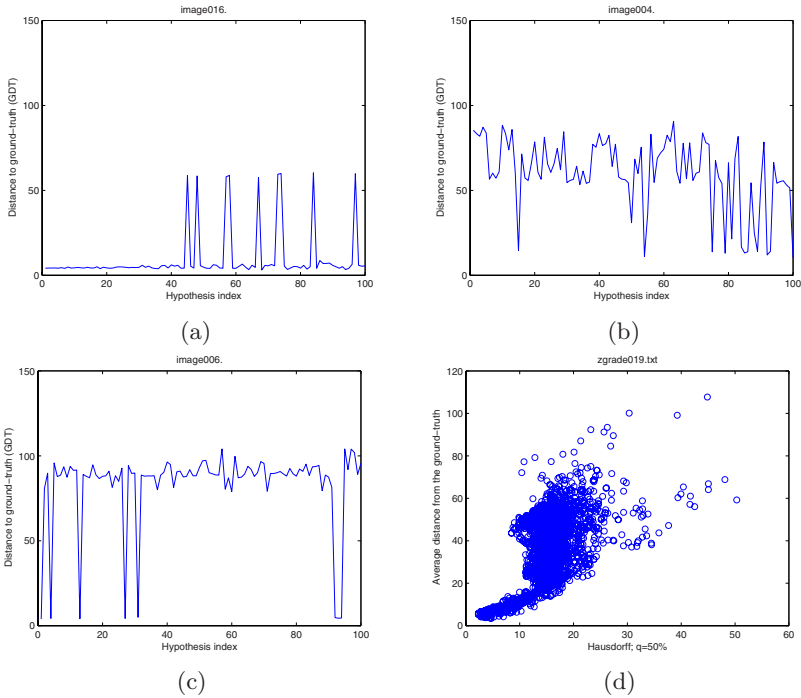 image016.
150
100
50
0
0 20 40 60 80 100
Distance to ground-truth (GDT)
Hypothesis index
(a)
image004.
150
100
50
0
0 20 40 60 80 100
Distance to ground-truth (GDT)
Hypothesis index
(b)
image006.
150
100
50
0
0 20 40 60 80 100
Distance to ground-truth (GDT)
Hypothesis index
(c)
zgrade019.txt
120
100
80
60
40
20
0
0 10 20 30 40 50 60
Average distance from the ground-truth
Hausdorff; q=50%
(d)